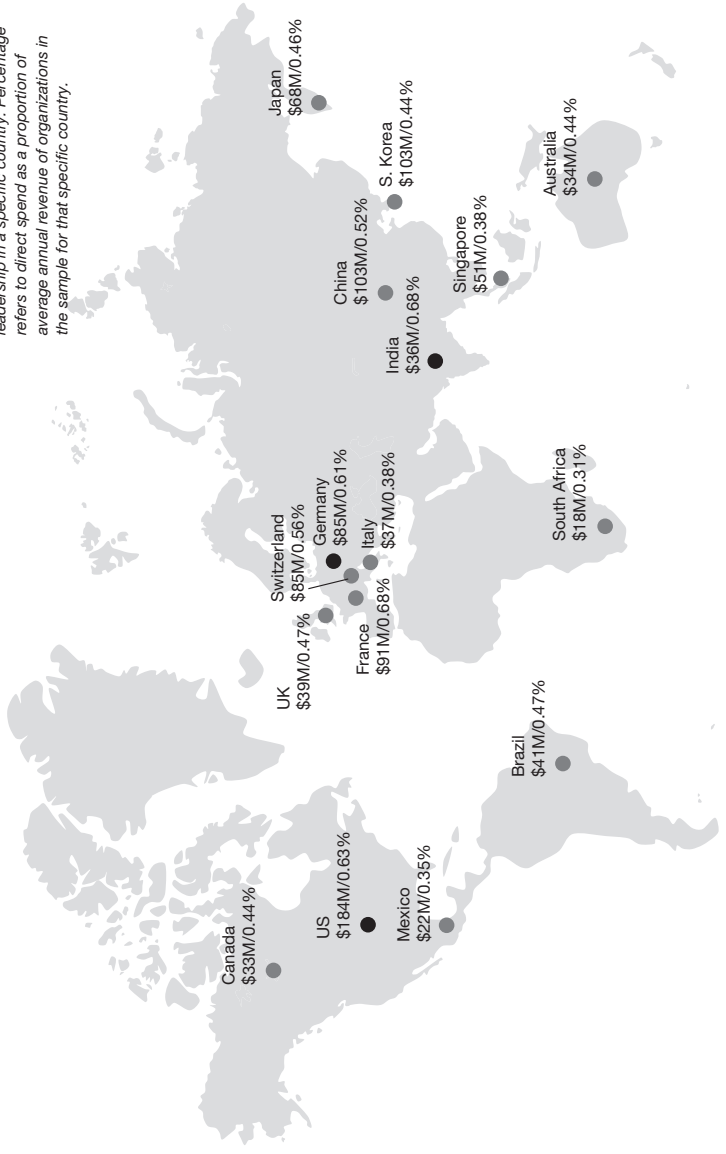 leadership in a specific country. Percentage
refers to direct spend as a proportion of
average annual revenue of organizations in
the sample for that specific country.
Canada
$33M/0.44%
US
$184M/0.63%
Mexico
$22M/0.35%
Brazil
$41M/0.47%
UK
$39M/0.47%
Switzerland
$85M/0.56%
Germany
$85M/0.61%
France
$91M/0.68%
Italy
$37M/0.38%
South Africa
$18M/0.31%
India
$36M/0.68%
China
$103M/0.52%
Japan
$68M/0.46%
S. Korea
$103M/0.44%
Singapore
$51M/0.38%
Australia
$34M/0.44%